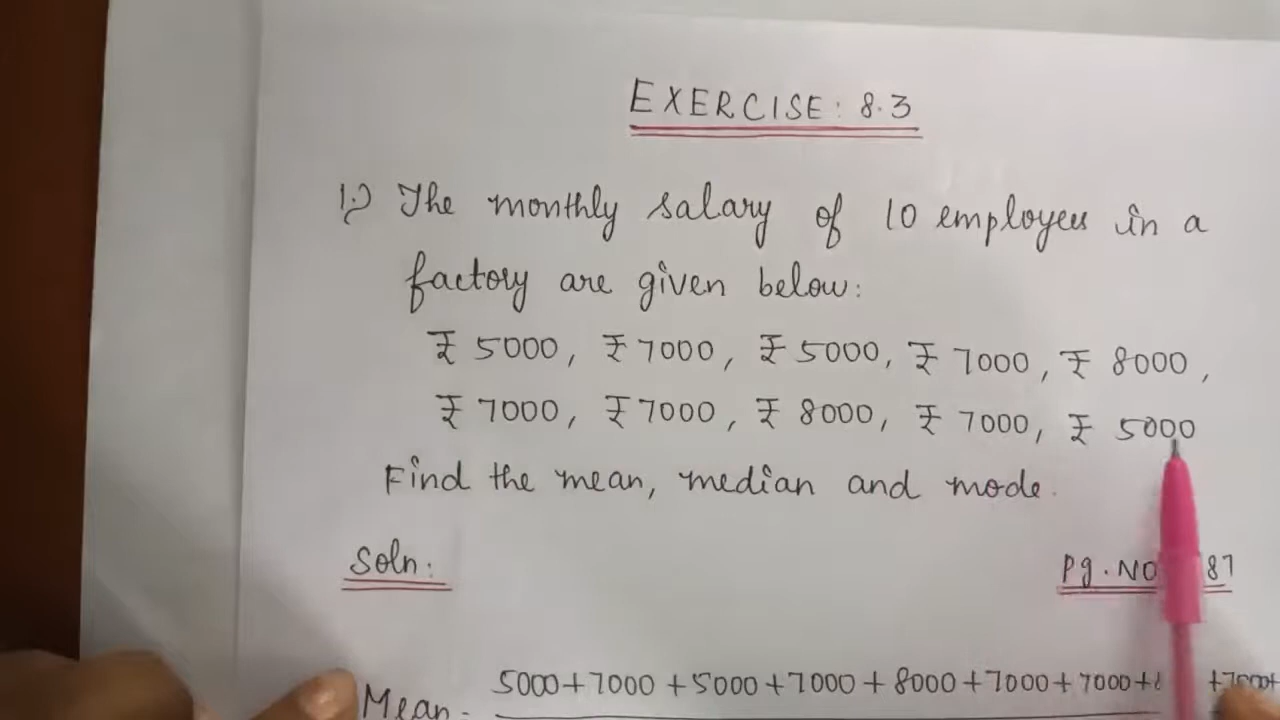 EXERCISE: 8.3
1.) The monthly salary of 10 employees in a
factory are given below:
₹ 5000, ₹ 7000, ₹ 5000, ₹ 7000, ₹ 8000,
₹ 7000, ₹ 7000, ₹ 8000, ₹ 7000, ₹ 5000
Find the mean, median and mode.
Soln:
Pg. No 87
Mean = 5000+7000+5000+7000+8000+7000+7000+ +7000+